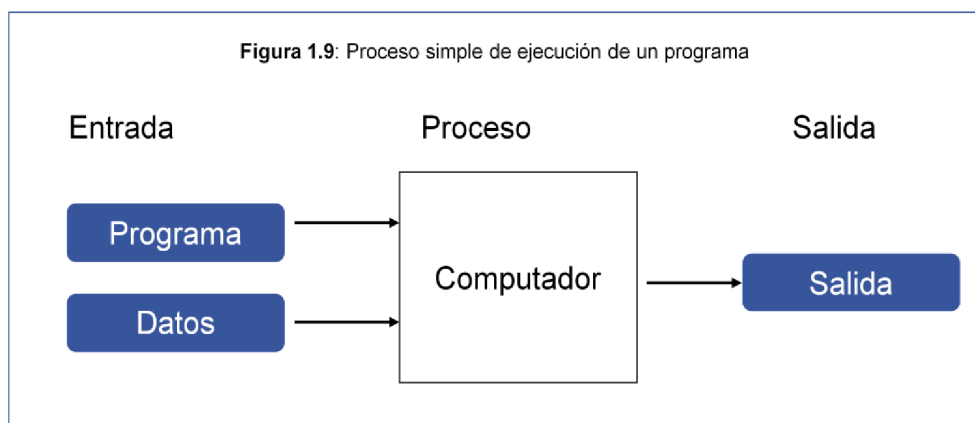 Figura 1.9: Proceso simple de ejecución de un programa
Entrada
Proceso
Salida
Programa
Datos
Computador
Salida